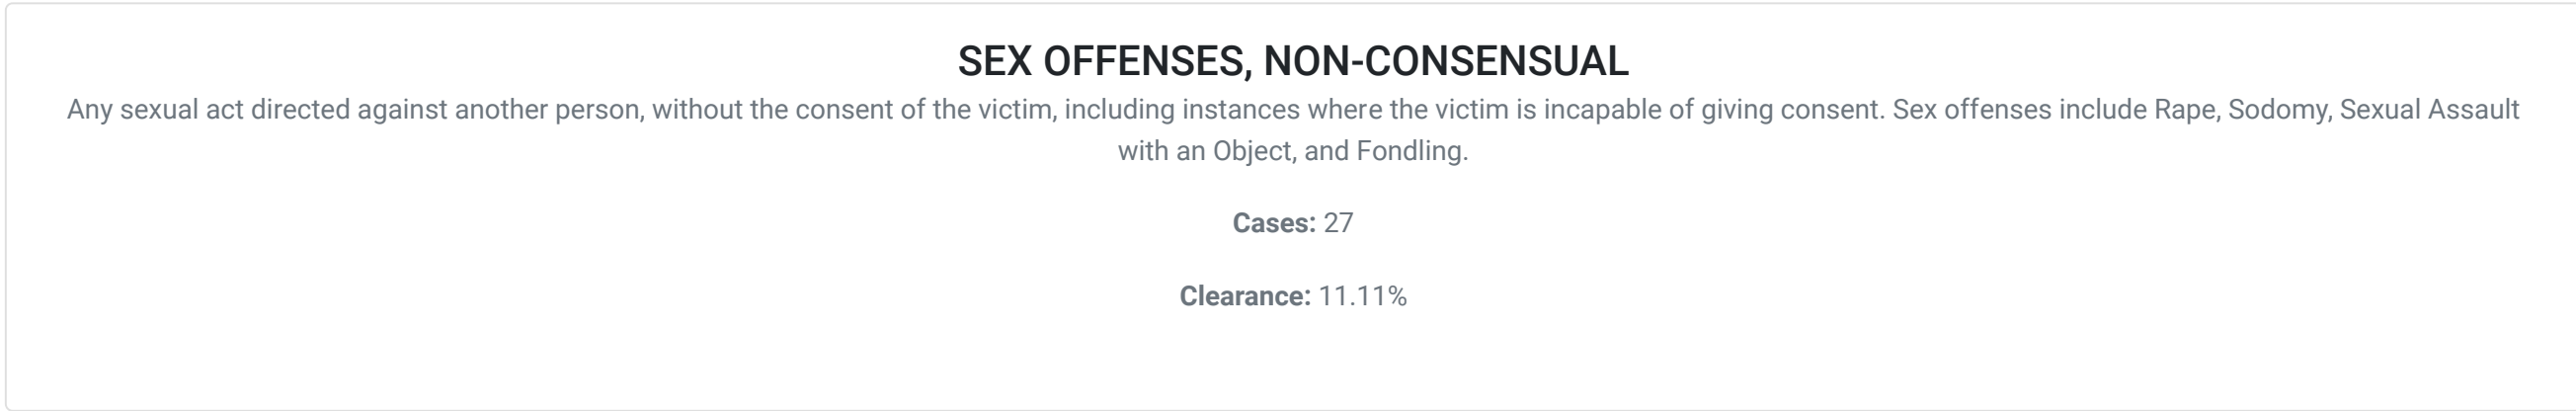 SEX OFFENSES, NON-CONSENSUAL
Any sexual act directed against another person, without the consent of the victim, including instances where the victim is incapable of giving consent. Sex offenses include Rape, Sodomy, Sexual Assault
with an Object, and Fondling.
Cases: 27
Clearance: 11.11%